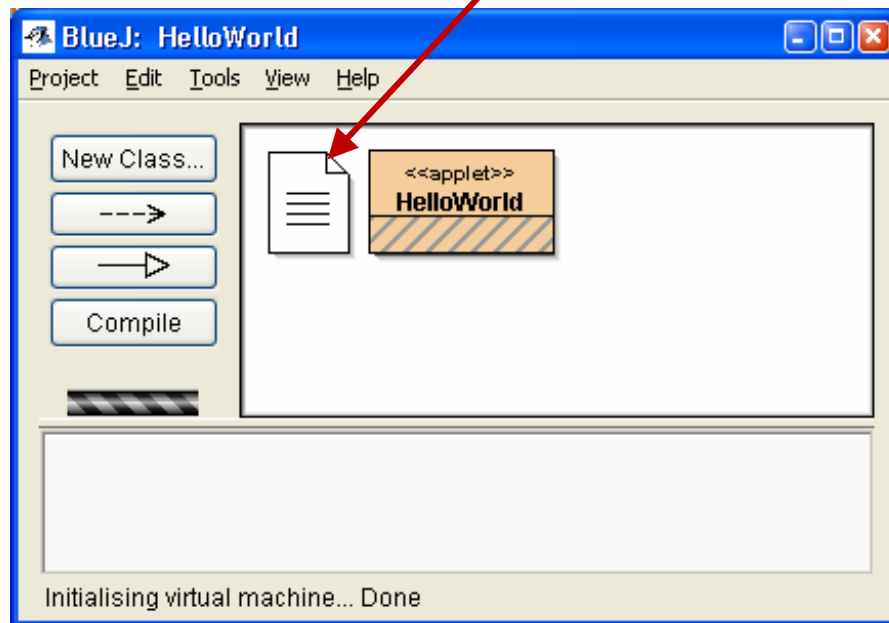 BlueJ: HelloWorld
Project Edit Tools View Help
New Class...
<<applet>>
HelloWorld
Compile
Initialising virtual machine... Done